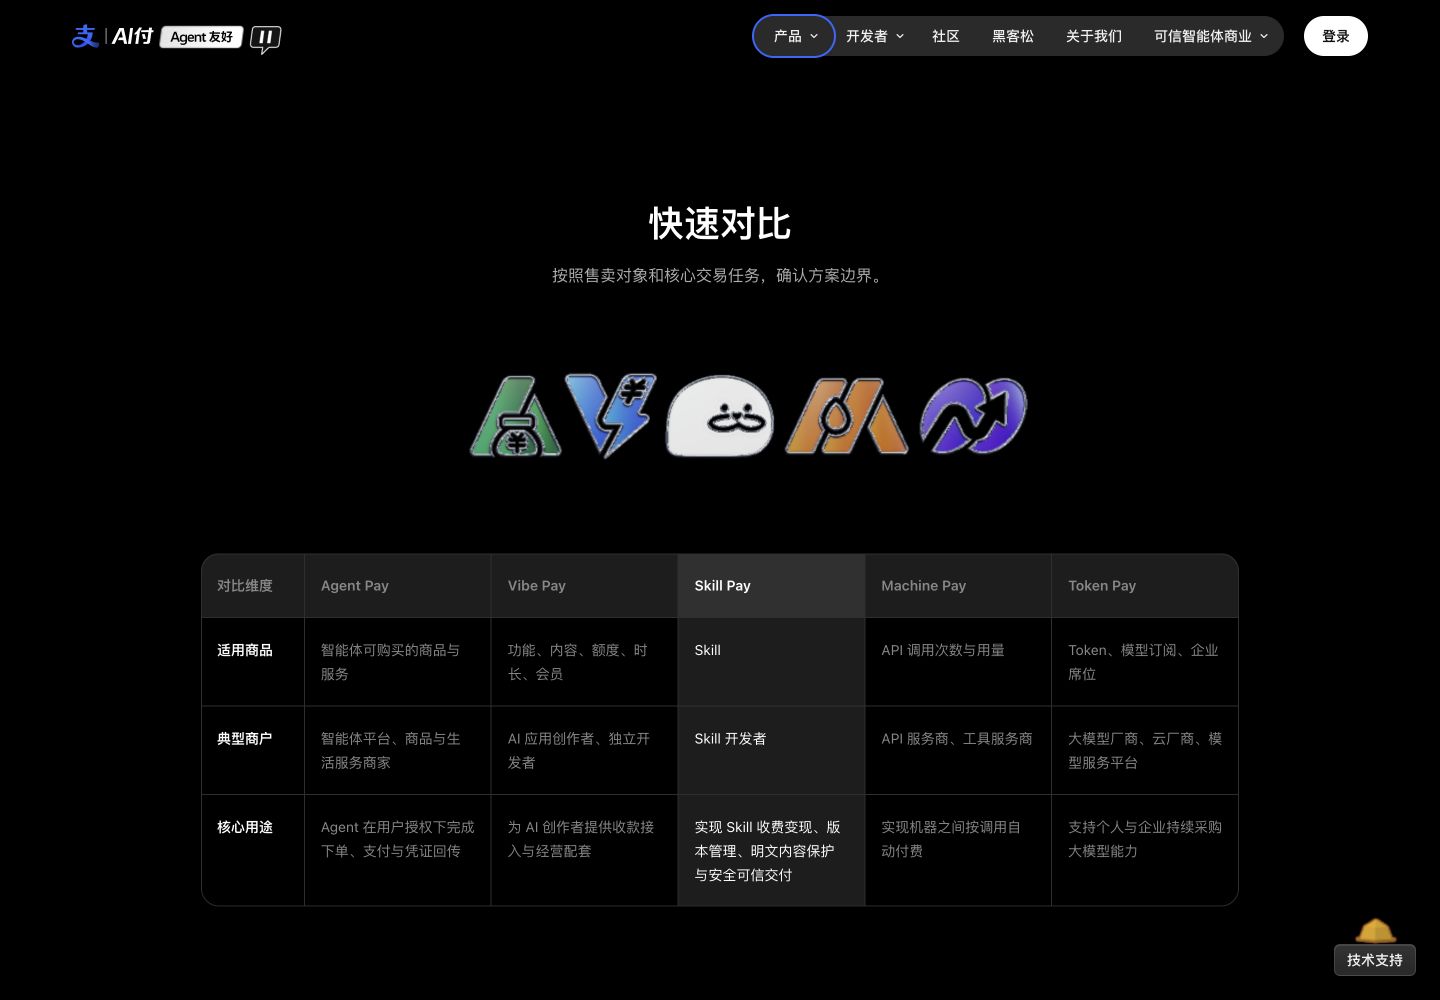 支 AI付 Agent 友好
产品 开发者 社区 黑客松 关于我们 可信智能体商业 登录
快速对比
按照售卖对象和核心交易任务，确认方案边界。
对比维度 Agent Pay Vibe Pay Skill Pay Machine Pay Token Pay
适用商品
智能体可购买的商品与
服务
功能、内容、额度、时
长、会员
Skill
API 调用次数与用量
Token、模型订阅、企业
席位
典型商户
智能体平台、商品与生
活服务商家
AI 应用创作者、独立开
发者
Skill 开发者
API 服务商、工具服务商
大模型厂商、云厂商、模
型服务平台
核心用途
Agent 在用户授权下完成
下单、支付与凭证回传
为 AI 创作者提供收款接
入与经营配套
实现 Skill 收费变现、版
本管理、明文内容保护
与安全可信交付
实现机器之间按调用自
动付费
支持个人与企业持续采购
大模型能力
技术支持